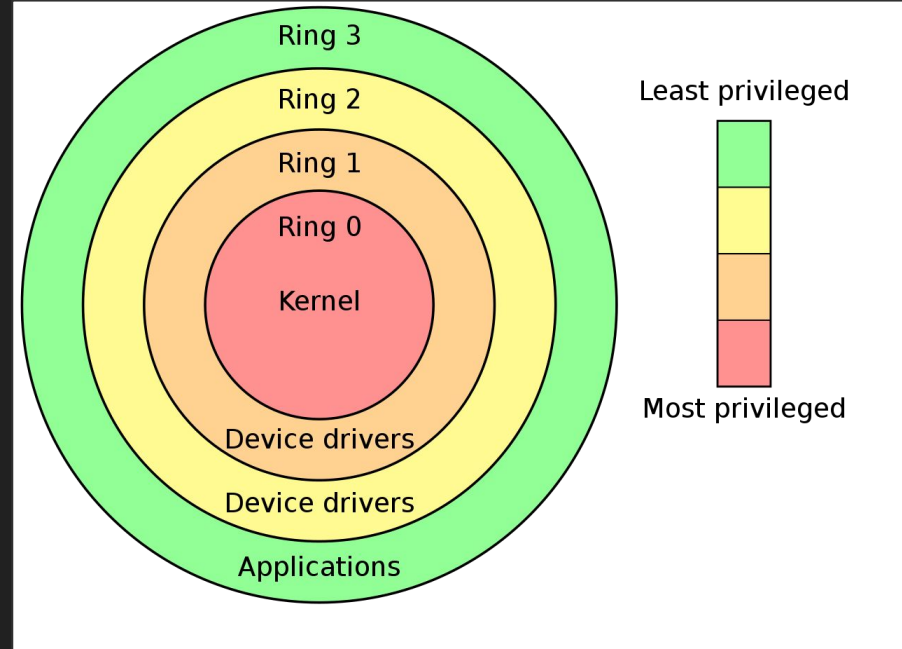 Ring 3
Ring 2
Ring 1
Ring 0
Kernel
Device drivers
Device drivers
Applications
Least privileged
Most privileged